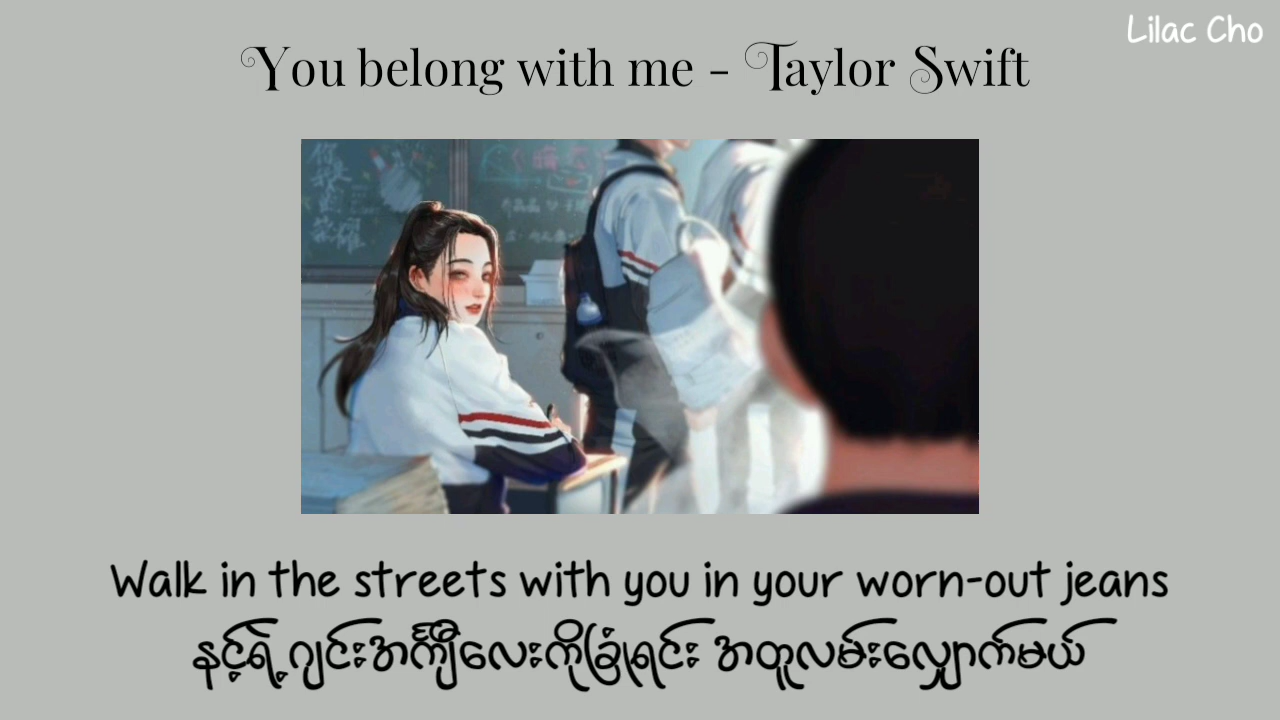 Lilac Cho
You belong with me - Taylor Swift
Walk in the streets with you in your worn-out jeans
နင့်ရဲ့ဂျင်းအင်္ကျီလေးကိုခြုံရင်း အတူလမ်းလျှောက်မယ်